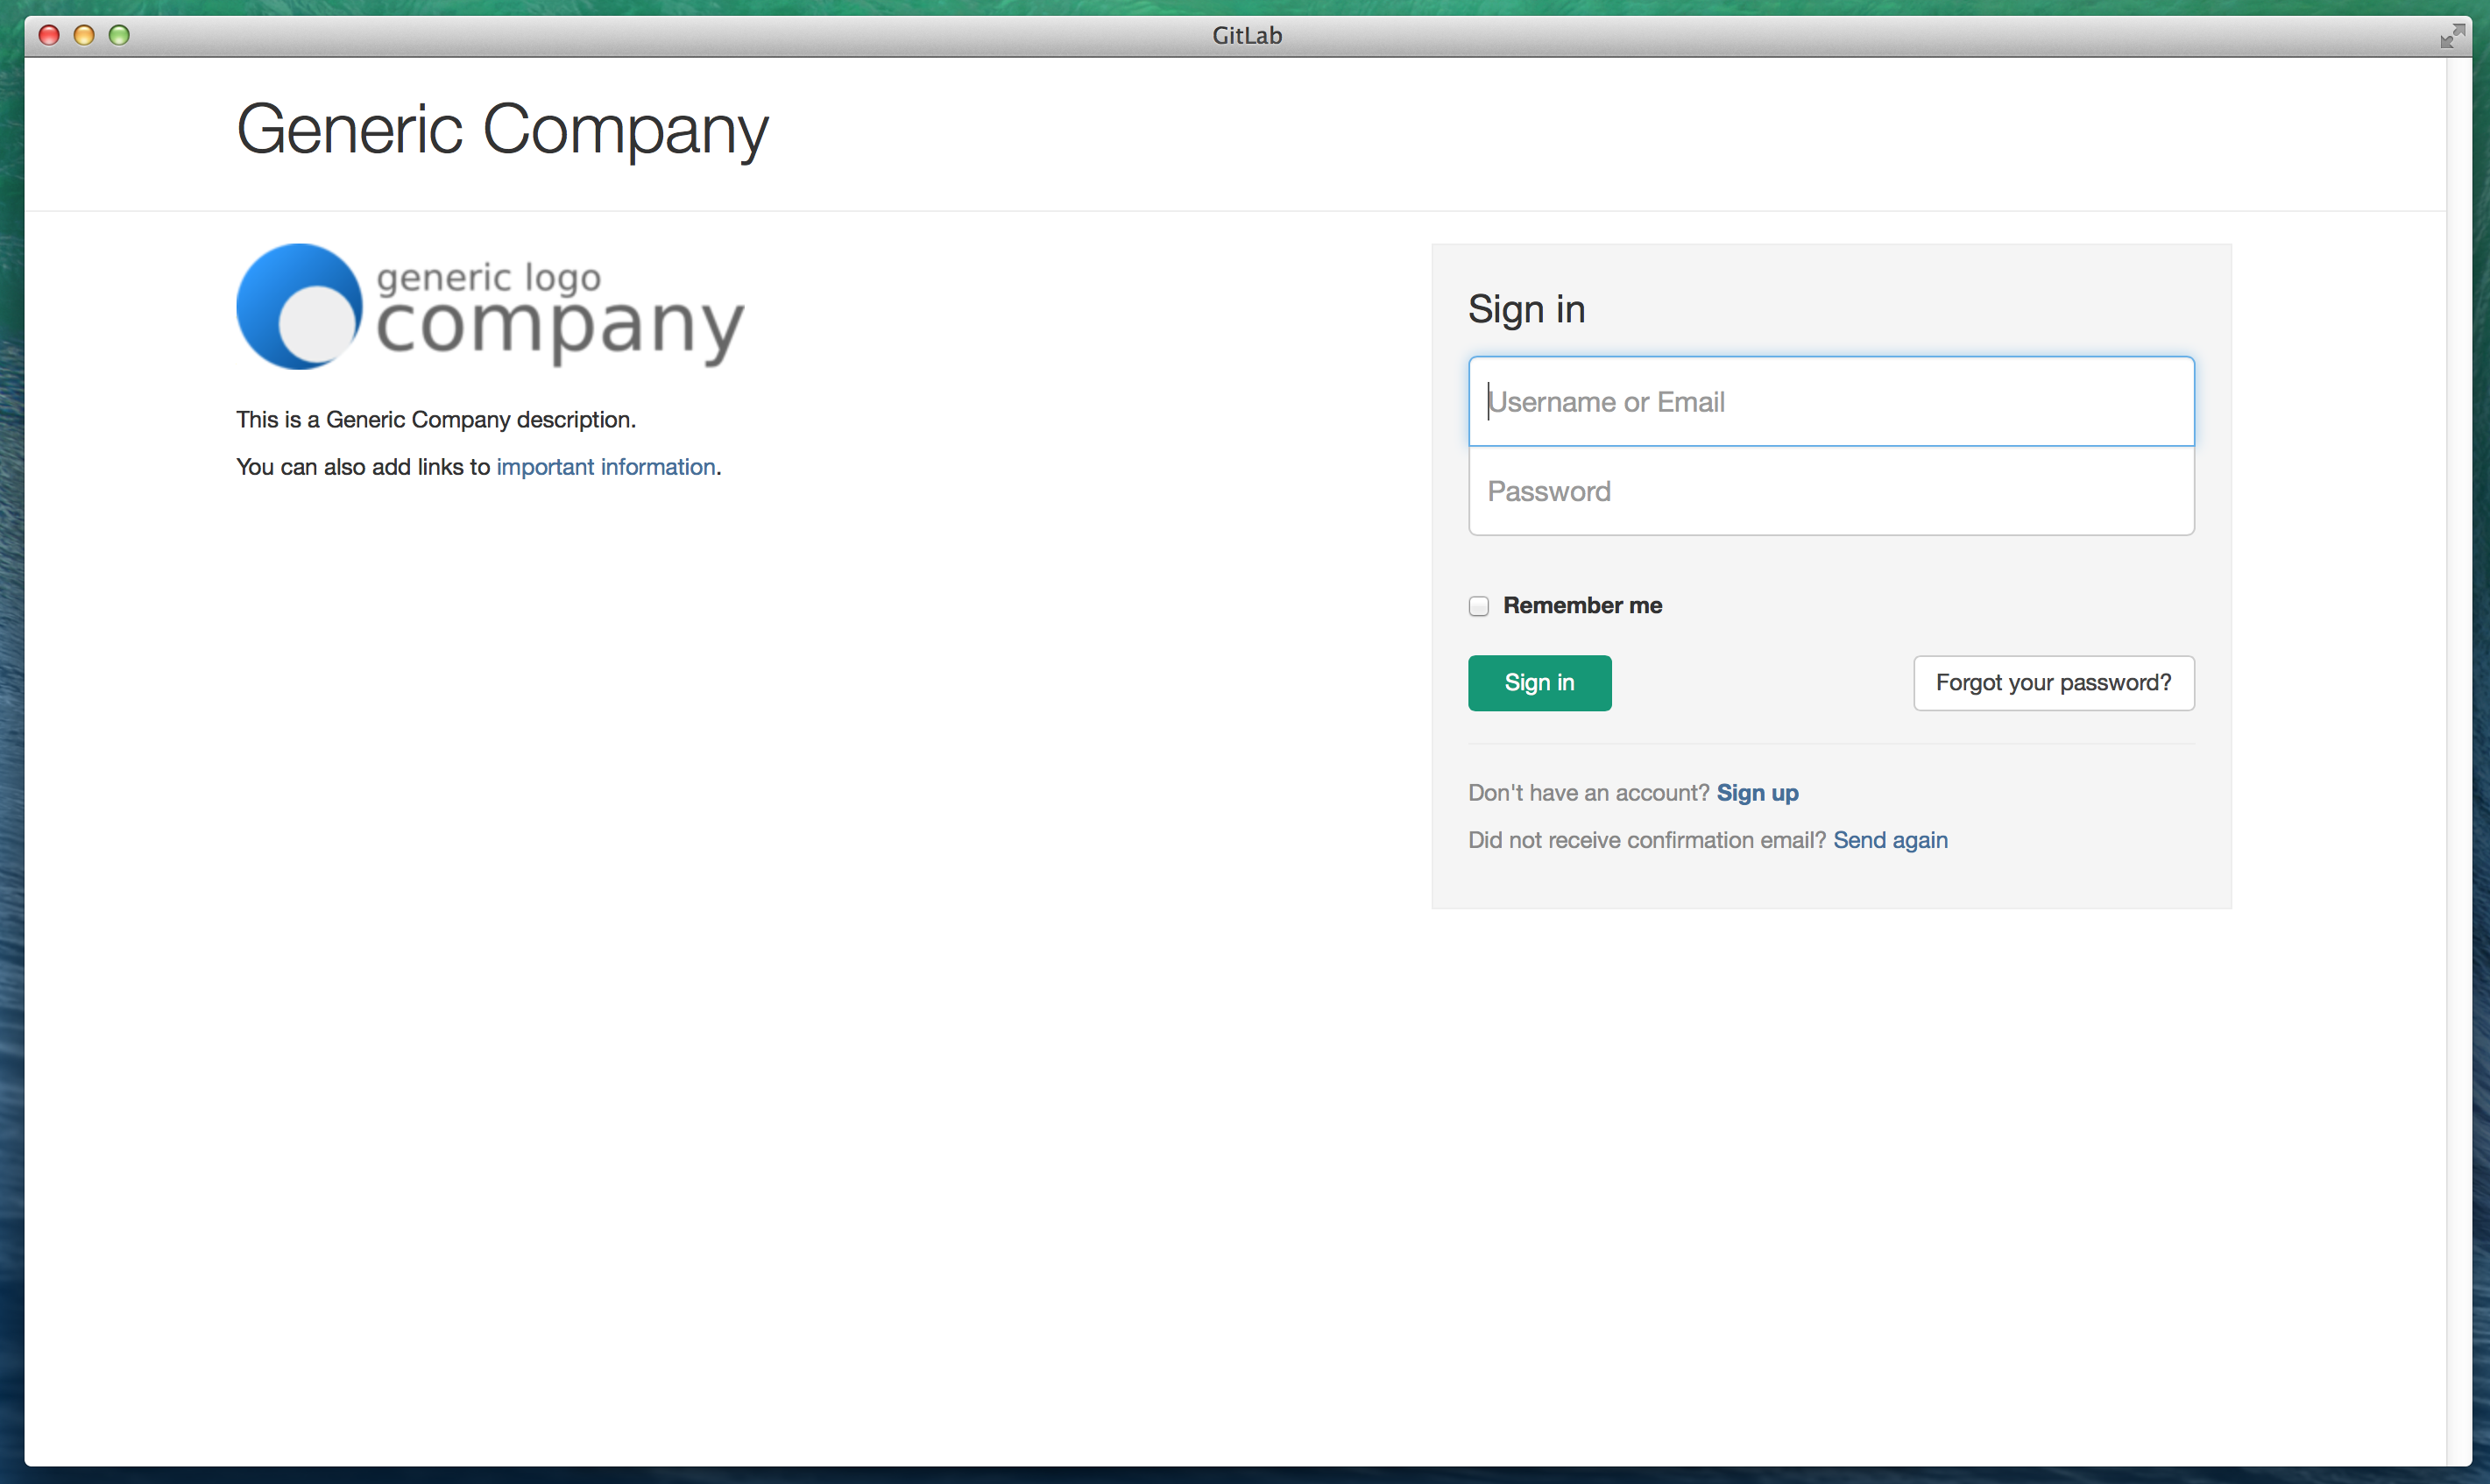 GitLab
Generic Company
generic logo
company
This is a Generic Company description.
You can also add links to important information.
Sign in
Username or Email
Password
Remember me
Sign in
Forgot your password?
Don't have an account? Sign up
Did not receive confirmation email? Send again